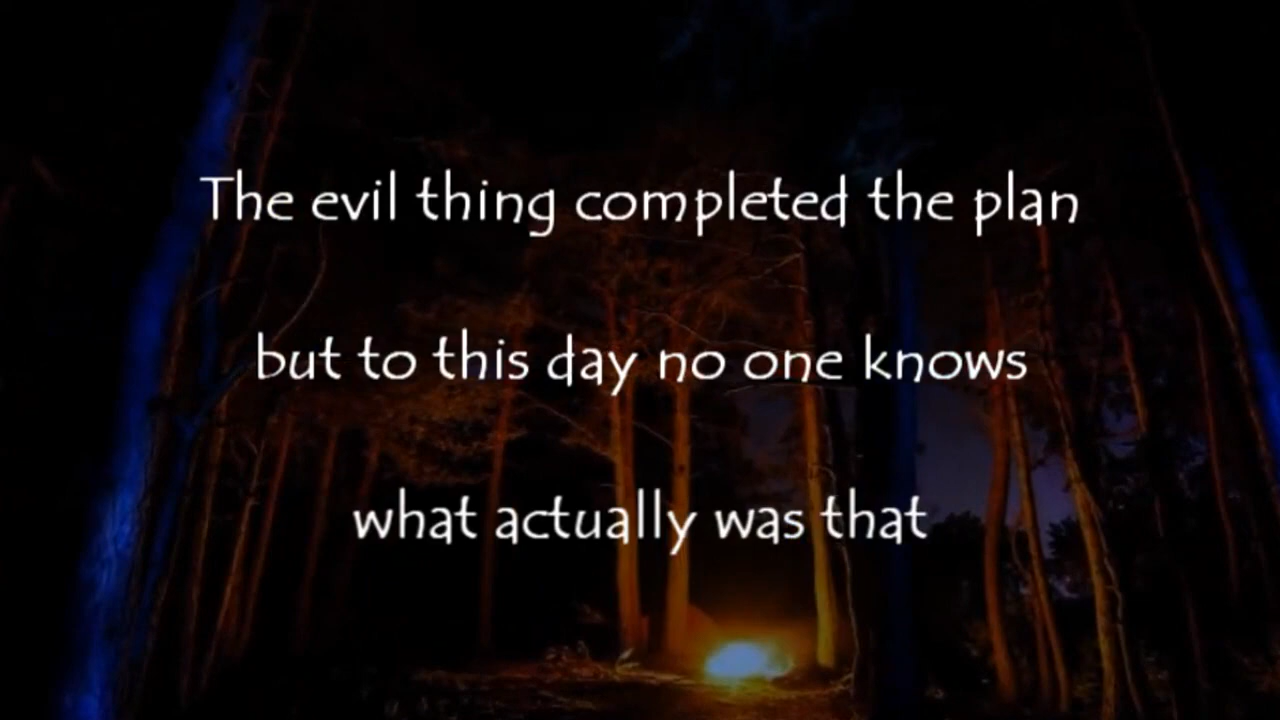 The evil thing completed the plan
but to this day no one knows
what actually was that